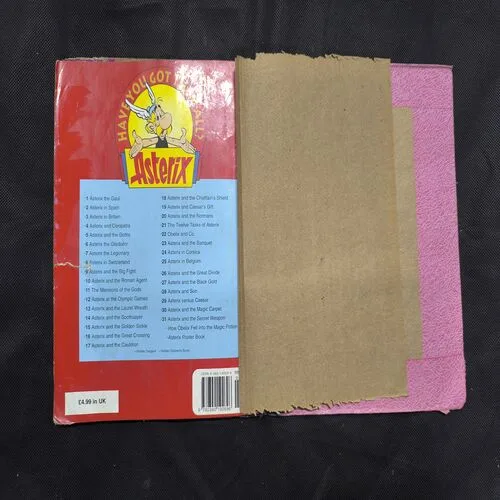 HAVE YOU GOT ALL?
Asterix
1 Asterix the Gaul
2 Asterix in Spain
3 Asterix in Britain
4 Asterix and Cleopatra
5 Asterix and the Goths
6 Asterix the Gladiator
7 Asterix the Legionary
8 Asterix in Switzerland
9 Asterix and the Big Fight
10 Asterix and the Roman Agent
11 The Mansions of the Gods
12 Asterix at the Olympic Games
13 Asterix and the Laurel Wreath
14 Asterix and the Soothsayer
15 Asterix and the Golden Sickle
16 Asterix and the Great Crossing
17 Asterix and the Cauldron
18 Asterix and the Chieftain's Shield
19 Asterix and Caesar's Gift
20 Asterix and the Normans
21 The Twelve Tasks of Asterix
22 Obelix and Co.
23 Asterix and the Banquet
24 Asterix in Corsica
25 Asterix in Belgium
26 Asterix and the Great Divide
27 Asterix and the Black Gold
28 Asterix and Son
29 Asterix versus Caesar
30 Asterix and the Magic Carpet
31 Asterix and the Secret Weapon
How Obelix Fell into the Magic Potion
Asterix Poster Book
£4.99 in UK